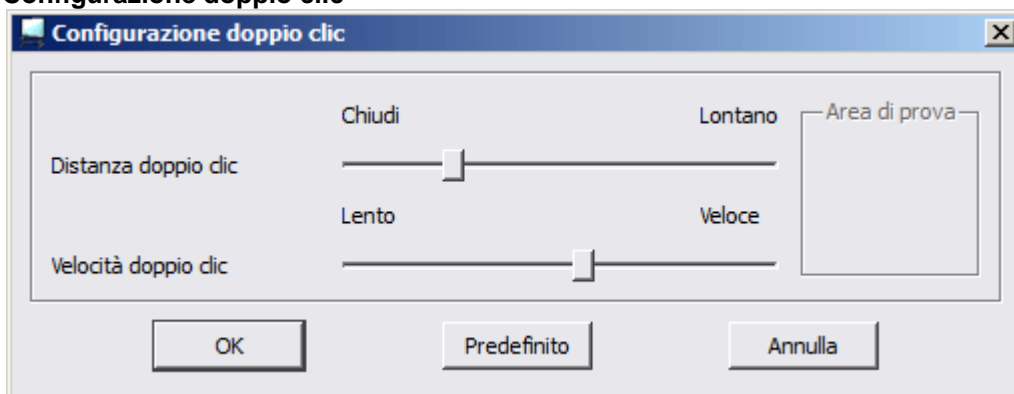 Configurazione doppio clic
Configurazione doppio clic
Chiudi Lontano Area di prova
Distanza doppio clic
Lento Veloce
Velocità doppio clic
OK Predefinito Annulla